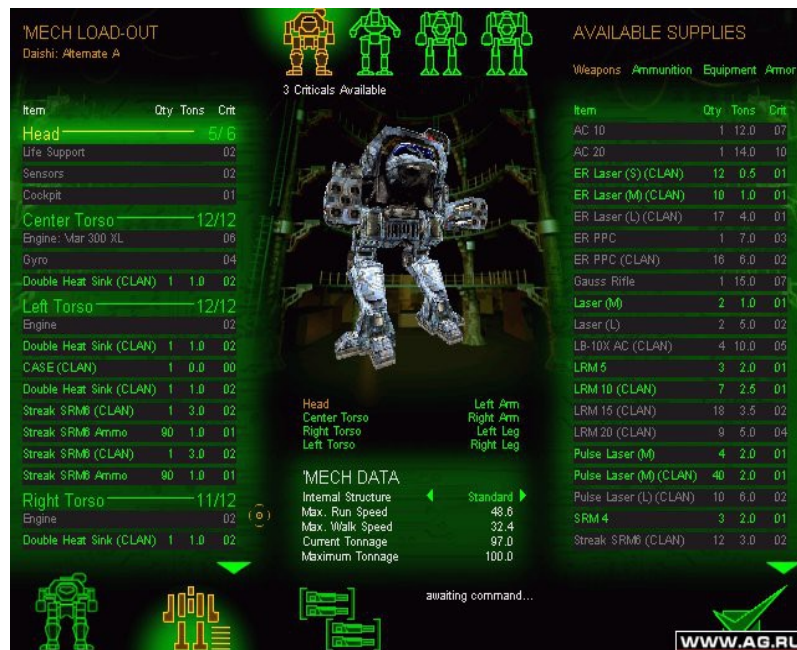 'MECH LOAD-OUT
Daishi: Alternate A
3 Criticals Available
Item Qty Tons Crit
Head 5/6
Life Support 02
Sensors 02
Cockpit 01
Center Torso 12/12
Engine: Mar 300 XL 06
Gyro 04
Double Heat Sink (CLAN) 1 1.0 02
Left Torso 12/12
Engine 02
Double Heat Sink (CLAN) 1 1.0 02
CASE (CLAN) 1 0.0 00
Double Heat Sink (CLAN) 1 1.0 02
Streak SRM6 (CLAN) 1 3.0 02
Streak SRM6 Ammo 90 1.0 01
Streak SRM6 (CLAN) 1 3.0 02
Streak SRM6 Ammo 90 1.0 01
Right Torso 11/12
Engine 02
Double Heat Sink (CLAN) 1 1.0 02
Head Left Arm
Center Torso Right Arm
Right Torso Left Leg
Left Torso Right Leg
'MECH DATA
Internal Structure Standard
Max. Run Speed 48.6
Max. Walk Speed 32.4
Current Tonnage 97.0
Maximum Tonnage 100.0
awaiting command...
AVAILABLE SUPPLIES
Weapons Ammunition Equipment Armor
Item Qty Tons Crit
AC 10 1 12.0 07
AC 20 1 14.0 10
ER Laser (S) (CLAN) 12 0.5 01
ER Laser (M) (CLAN) 10 1.0 01
ER Laser (L) (CLAN) 17 4.0 01
ER PPC 1 7.0 03
ER PPC (CLAN) 16 6.0 02
Gauss Rifle 1 15.0 07
Laser (M) 2 1.0 01
Laser (L) 2 5.0 02
LB-10X AC (CLAN) 4 10.0 05
LRM 5 3 2.0 01
LRM 10 (CLAN) 7 2.5 01
LRM 15 (CLAN) 18 3.5 02
LRM 20 (CLAN) 9 5.0 04
Pulse Laser (M) 4 2.0 01
Pulse Laser (M) (CLAN) 40 2.0 01
Pulse Laser (L) (CLAN) 10 6.0 02
SRM 4 3 2.0 01
Streak SRM6 (CLAN) 12 3.0 02
WWW.AG.RU